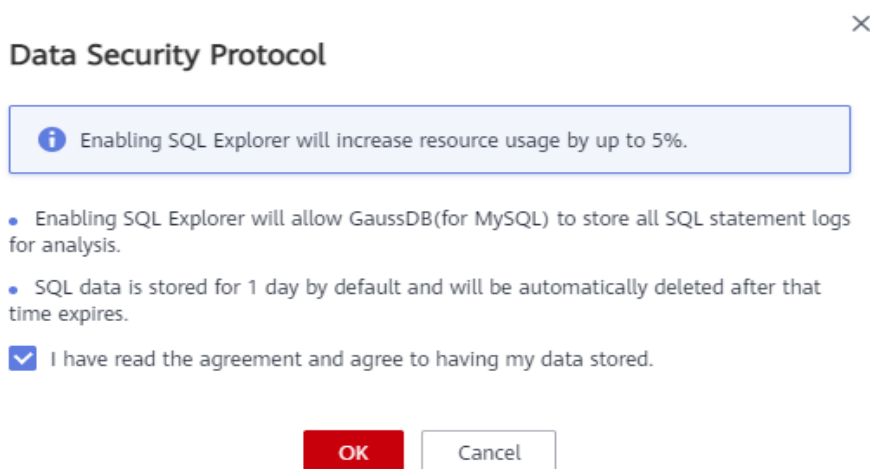 Data Security Protocol
Enabling SQL Explorer will increase resource usage by up to 5%.
Enabling SQL Explorer will allow GaussDB(for MySQL) to store all SQL statement logs
for analysis.
SQL data is stored for 1 day by default and will be automatically deleted after that
time expires.
I have read the agreement and agree to having my data stored.
OK Cancel